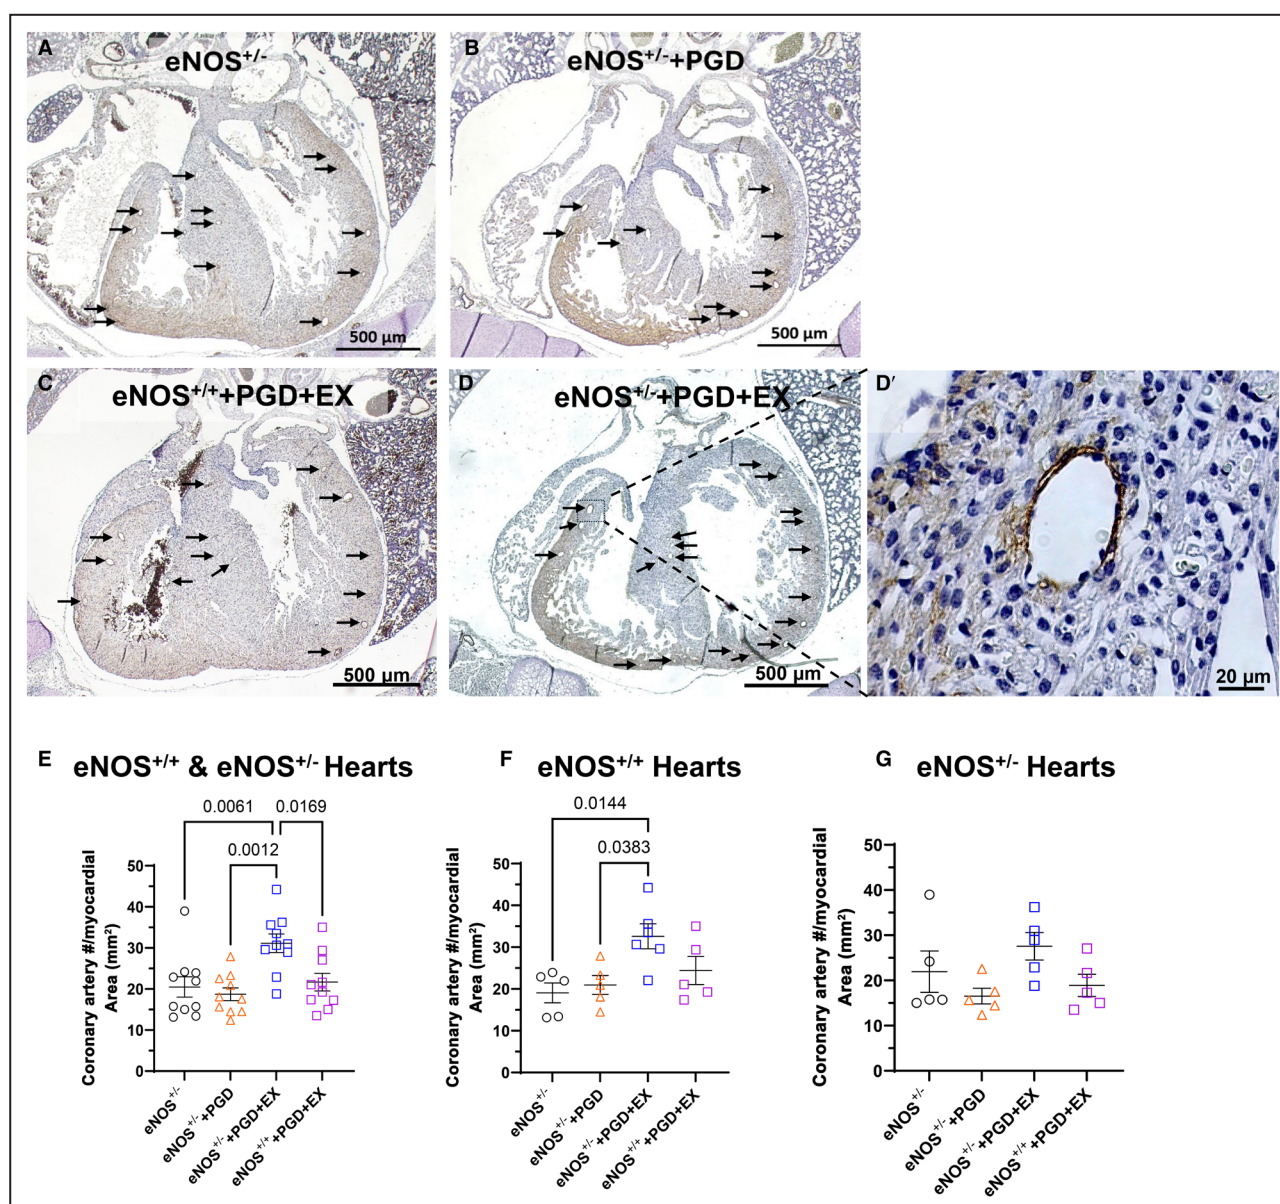 A
eNOS+/-
500 µm
B
eNOS+/-+PGD
500 µm
C
eNOS+/++PGD+EX
500 µm
D
eNOS+/-+PGD+EX
500 µm
D′
20 µm
E
eNOS+/+ & eNOS+/- Hearts
0.0061
0.0169
0.0012
Coronary artery #/myocardial
Area (mm²)
50
40
30
20
10
0
eNOS+/-
eNOS+/-+PGD
eNOS+/-+PGD+EX
eNOS+/++PGD+EX
F
eNOS+/+ Hearts
0.0144
0.0383
Coronary artery #/myocardial
Area (mm²)
50
40
30
20
10
0
eNOS+/-
eNOS+/-+PGD
eNOS+/-+PGD+EX
eNOS+/++PGD+EX
G
eNOS+/- Hearts
Coronary artery #/myocardial
Area (mm²)
50
40
30
20
10
0
eNOS+/-
eNOS+/-+PGD
eNOS+/-+PGD+EX
eNOS+/++PGD+EX